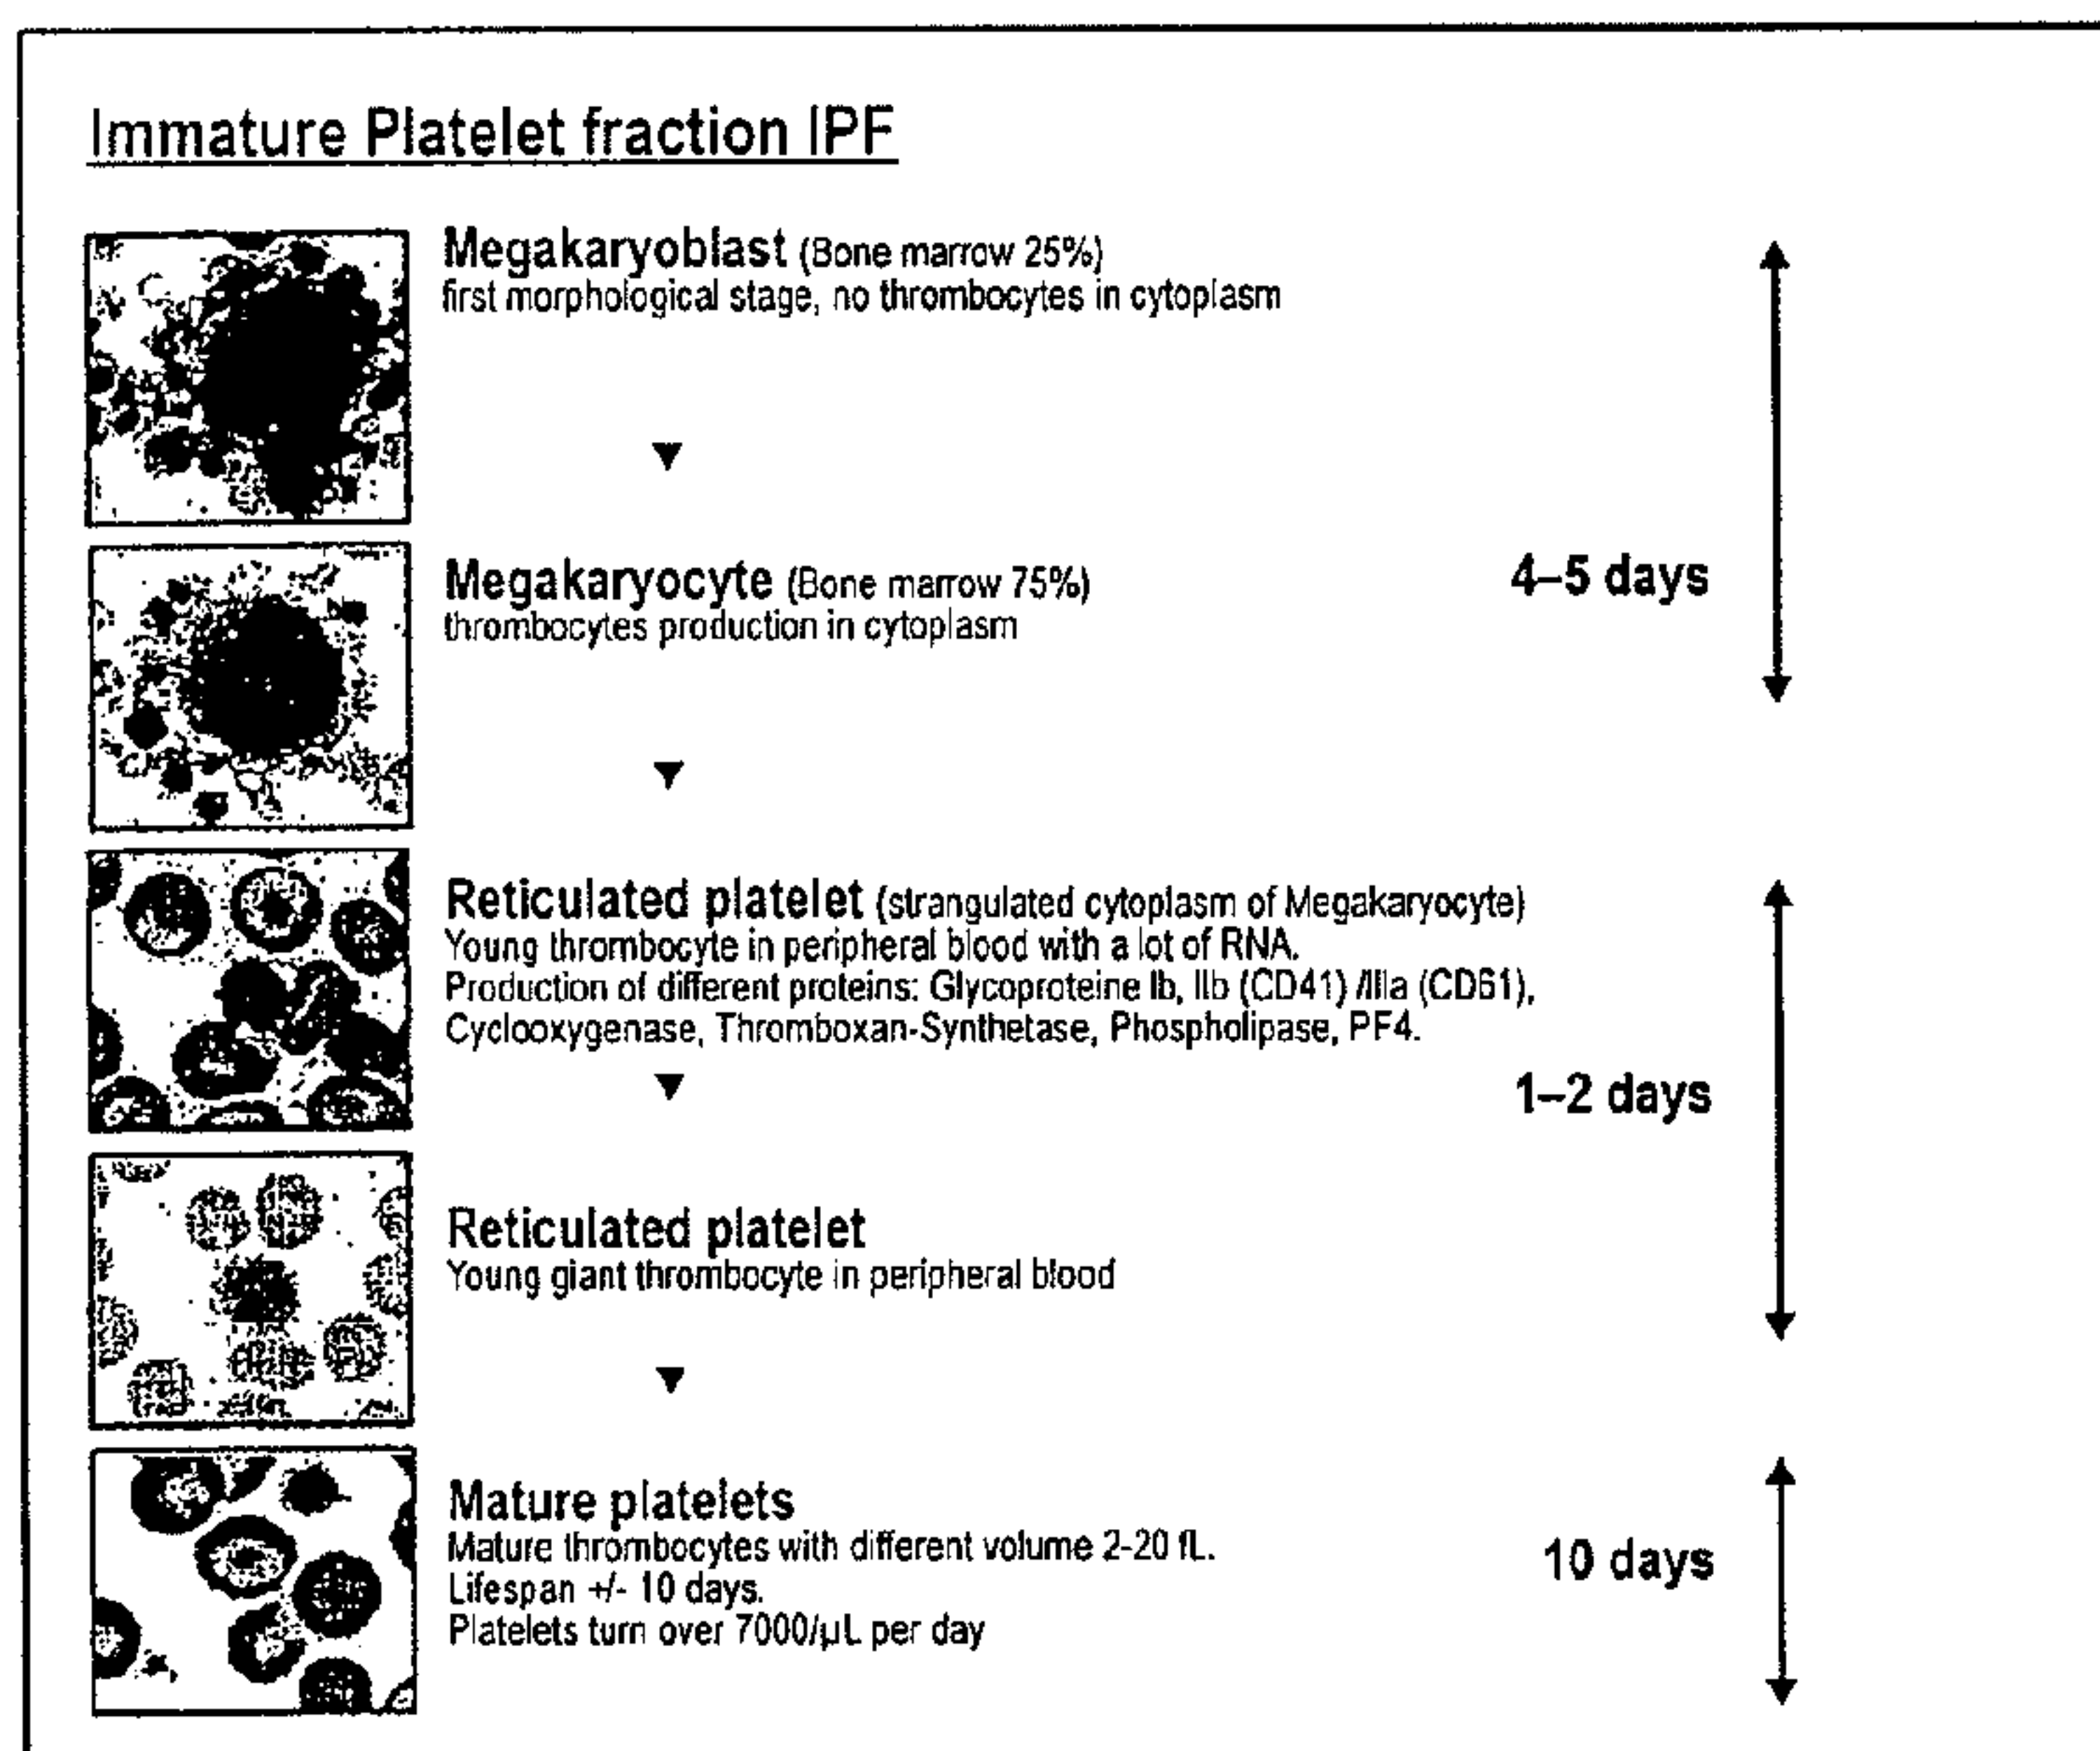 Immature Platelet fraction IPF
Megakaryoblast (Bone marrow 25%)
first morphological stage, no thrombocytes in cytoplasm
4–5 days
Megakaryocyte (Bone marrow 75%)
thrombocytes production in cytoplasm
Reticulated platelet (strangulated cytoplasm of Megakaryocyte)
Young thrombocyte in peripheral blood with a lot of RNA.
Production of different proteins: Glycoproteine Ib, IIb (CD41) /IIIa (CD61),
Cyclooxygenase, Thromboxan-Synthetase, Phospholipase, PF4.
1–2 days
Reticulated platelet
Young giant thrombocyte in peripheral blood
Mature platelets
Mature thrombocytes with different volume 2-20 fL.
Lifespan +/- 10 days.
Platelets turn over 7000/µL per day
10 days